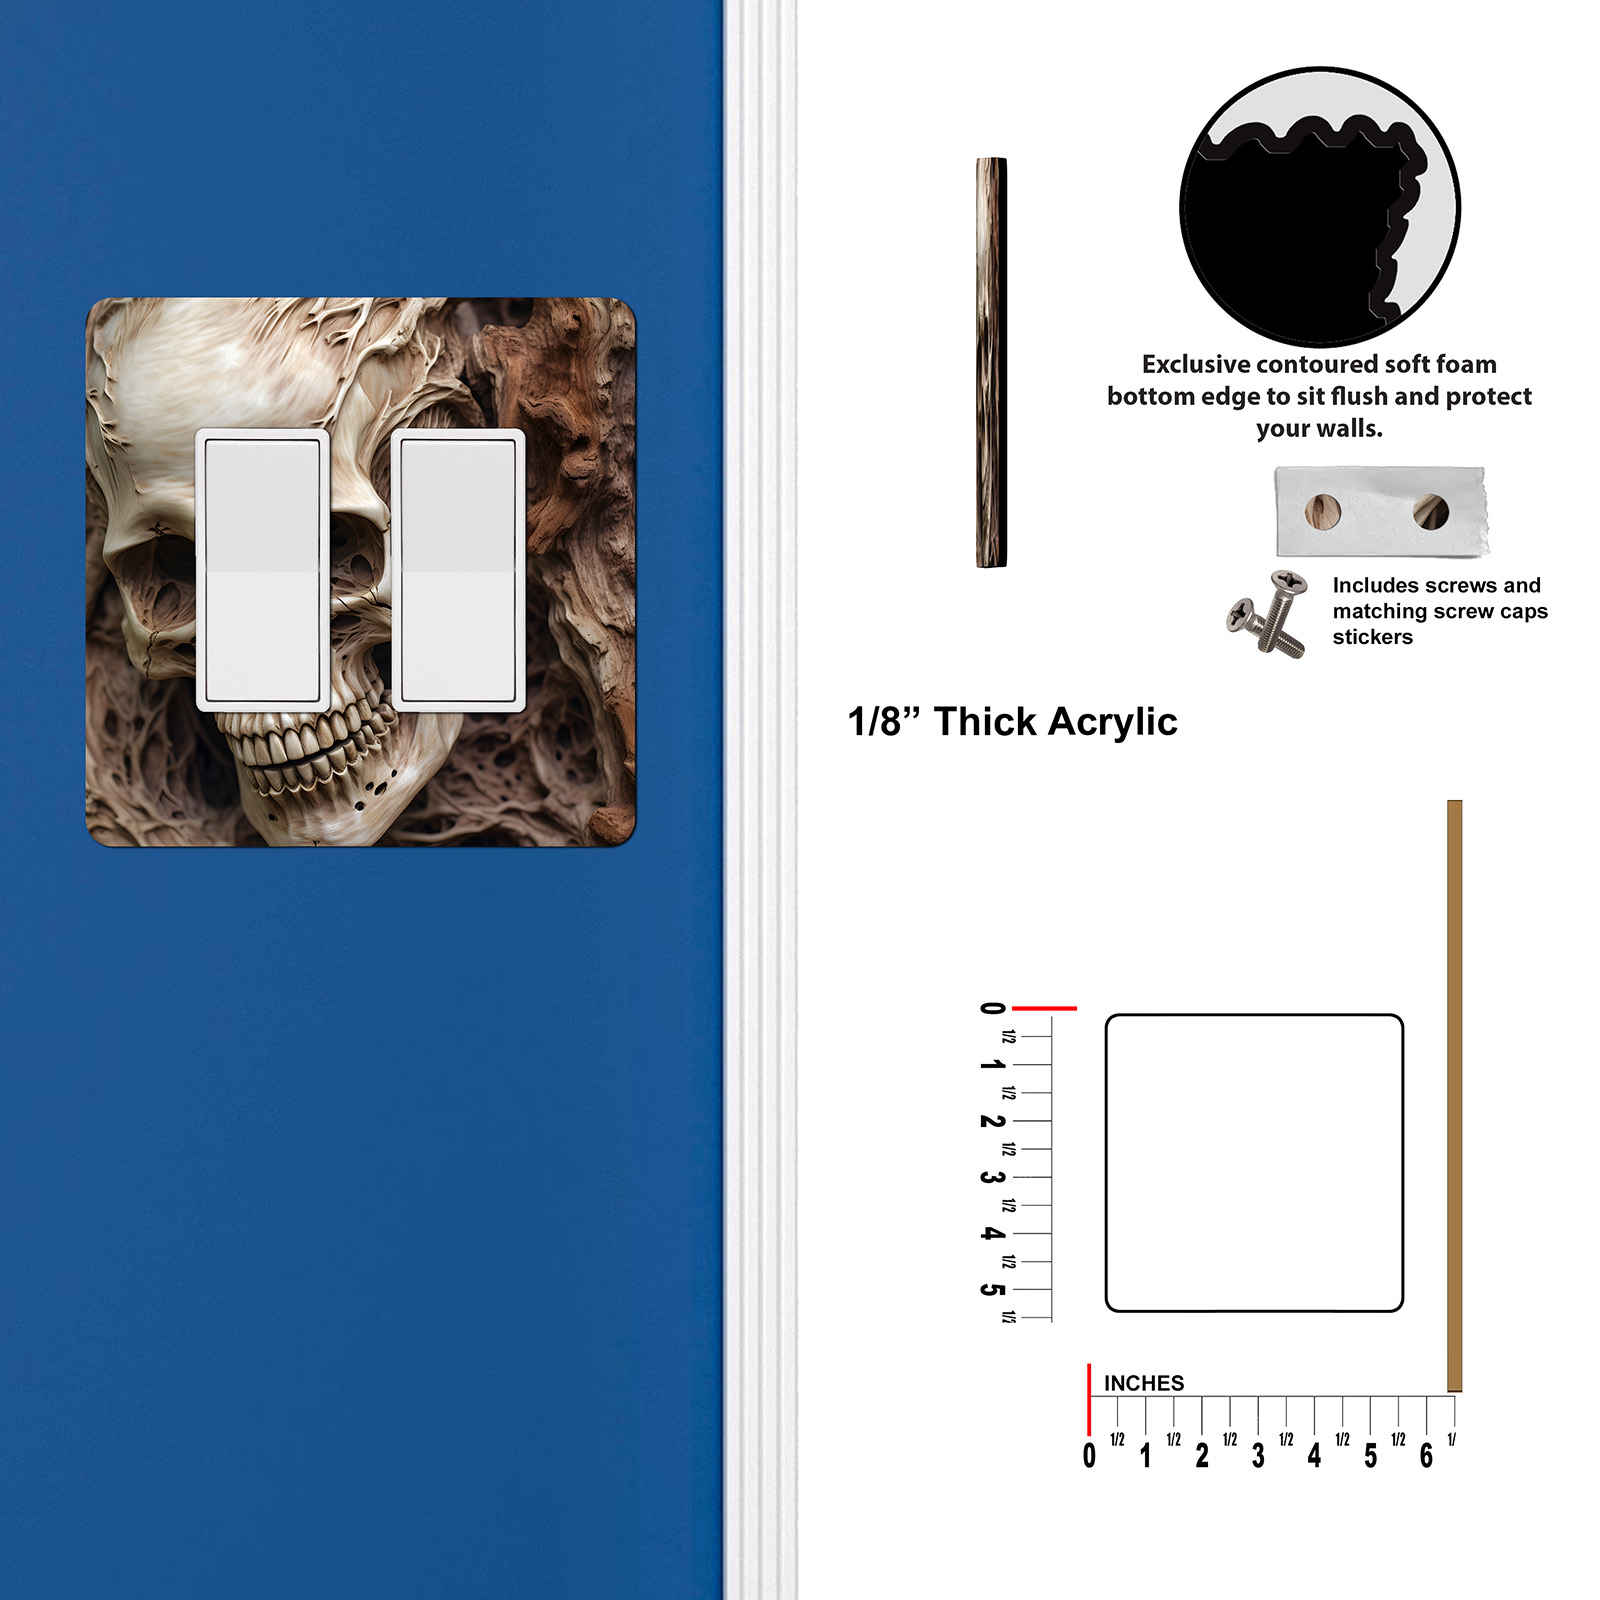 Exclusive contoured soft foam
bottom edge to sit flush and protect
your walls.
Includes screws and
matching screw caps
stickers
1/8” Thick Acrylic
0
1/2
1
1/2
2
1/2
3
1/2
4
1/2
5
1/2
INCHES
0 1/2 1 1/2 2 1/2 3 1/2 4 1/2 5 1/2 6 1/